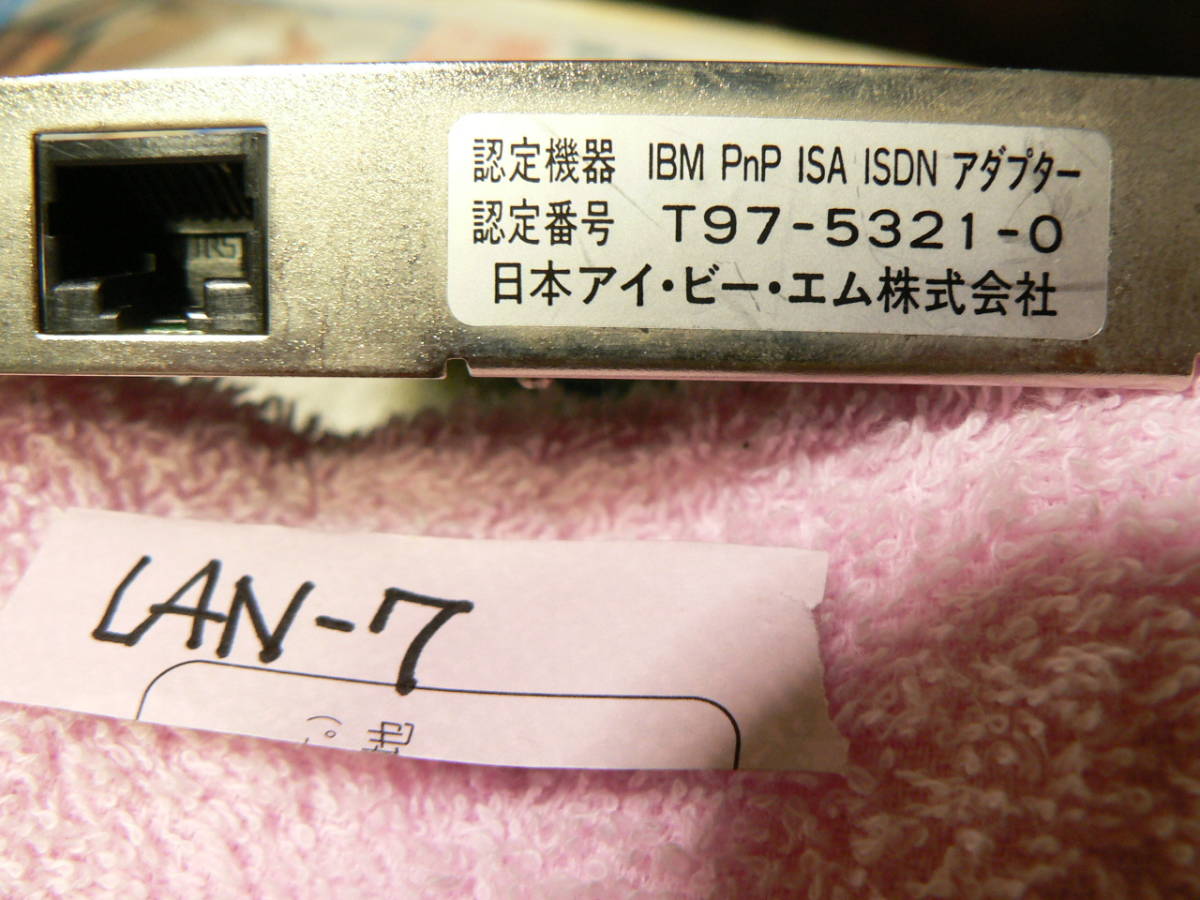 認定機器 IBM PnP ISA ISDN アダプター
認定番号 T97-5321-0
日本アイ・ビー・エム株式会社
LAN-7